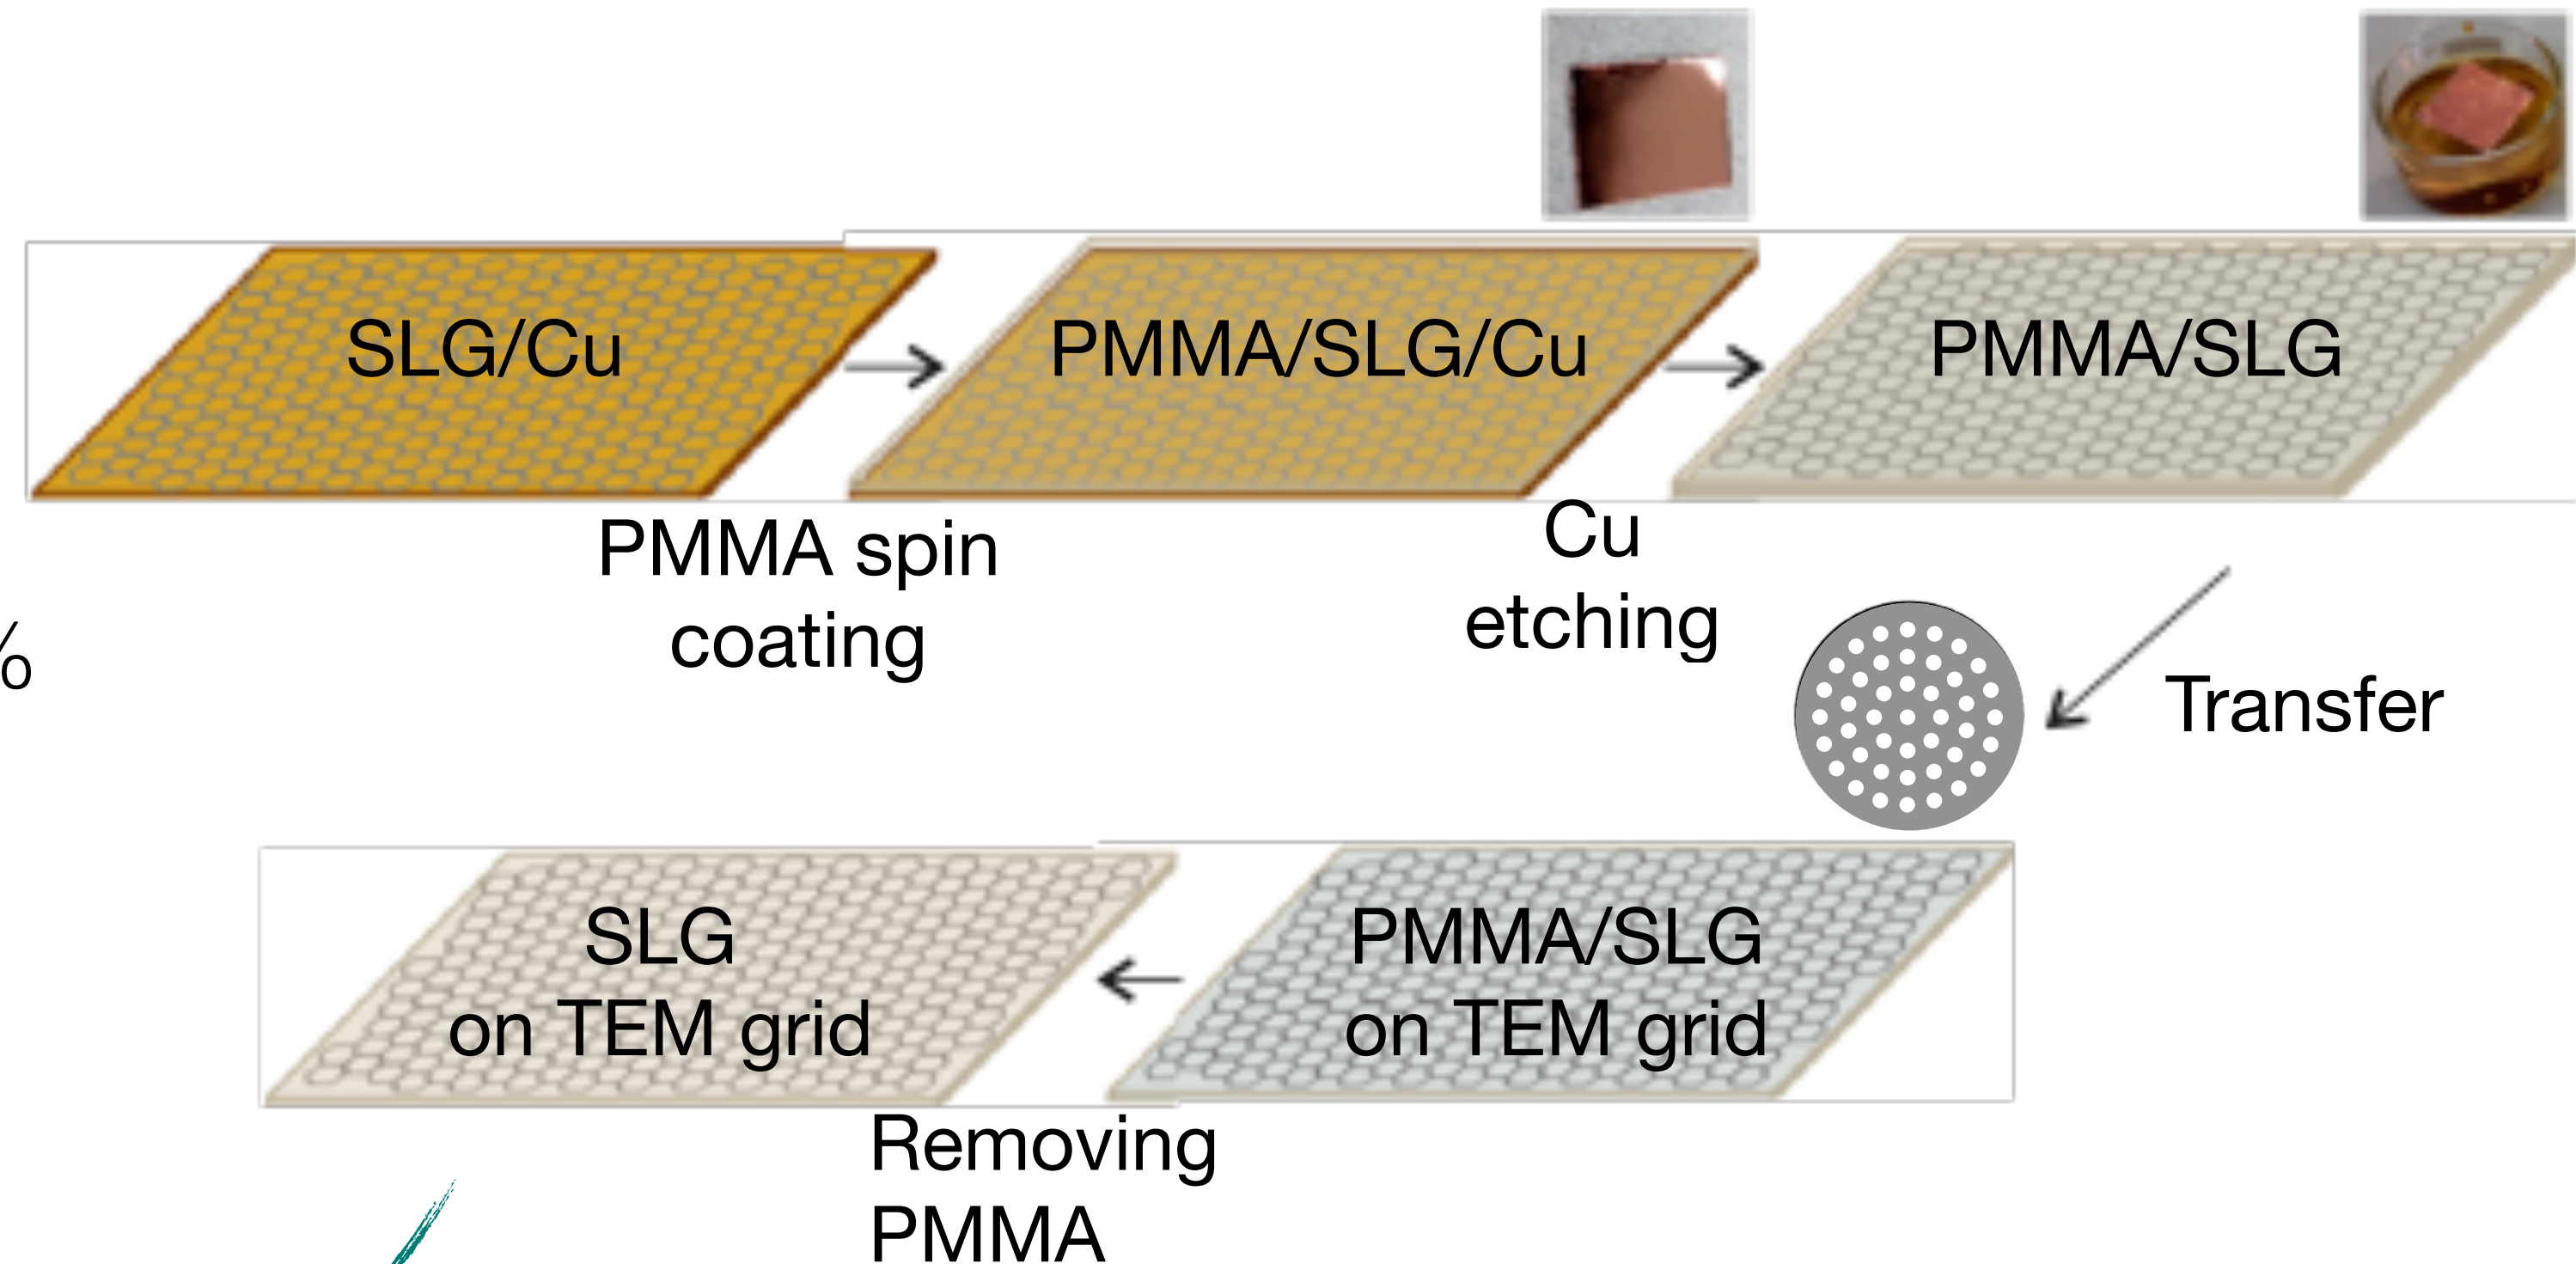 SLG/Cu
PMMA/SLG/Cu
PMMA/SLG
PMMA spin
coating
Cu
etching
%
Transfer
PMMA/SLG
on TEM grid
SLG
on TEM grid
Removing
PMMA